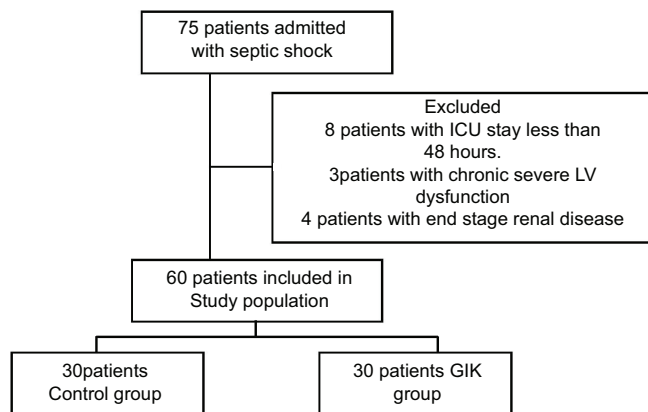 75 patients admitted
with septic shock
Excluded
8 patients with ICU stay less than
48 hours.
3patients with chronic severe LV
dysfunction
4 patients with end stage renal disease
60 patients included in
Study population
30patients
Control group
30 patients GIK
group